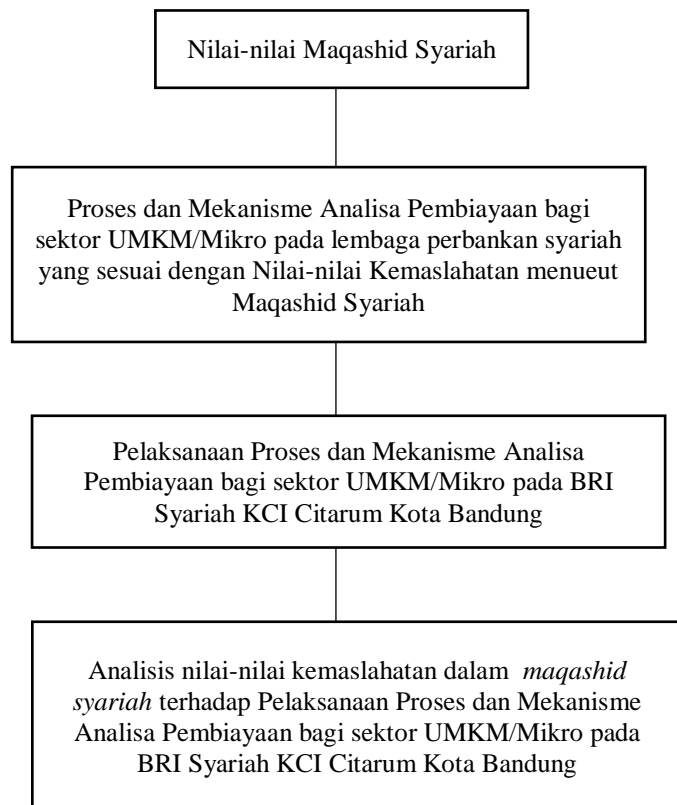 Nilai-nilai Maqashid Syariah
Proses dan Mekanisme Analisa Pembiayaan bagi
sektor UMKM/Mikro pada lembaga perbankan syariah
yang sesuai dengan Nilai-nilai Kemaslahatan menueut
Maqashid Syariah
Pelaksanaan Proses dan Mekanisme Analisa
Pembiayaan bagi sektor UMKM/Mikro pada BRI
Syariah KCI Citarum Kota Bandung
Analisis nilai-nilai kemaslahatan dalam maqashid
syariah terhadap Pelaksanaan Proses dan Mekanisme
Analisa Pembiayaan bagi sektor UMKM/Mikro pada
BRI Syariah KCI Citarum Kota Bandung